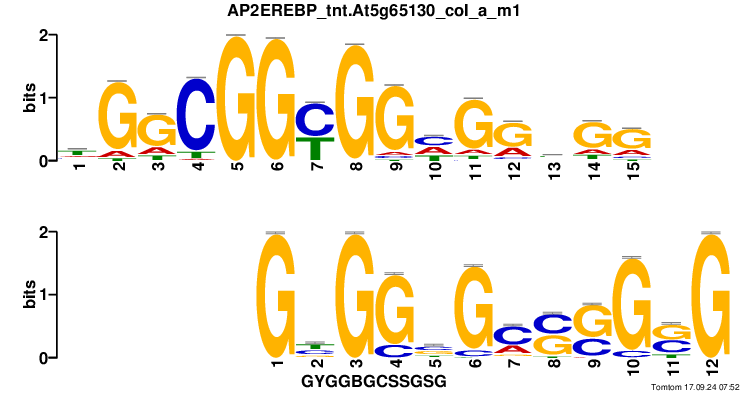 AP2EREBP_tnt.At5g65130_col_a_m1
2
1
0
bits
GGCGGCTGGCGGGG
1 2 3 4 5 6 7 8 9 10 11 12 13 14 15
2
1
0
bits
GGGGCCGGGG
1 2 3 4 5 6 7 8 9 10 11 12
GYGGBGCSSGSG
Tomtom 17.09.24 07:52